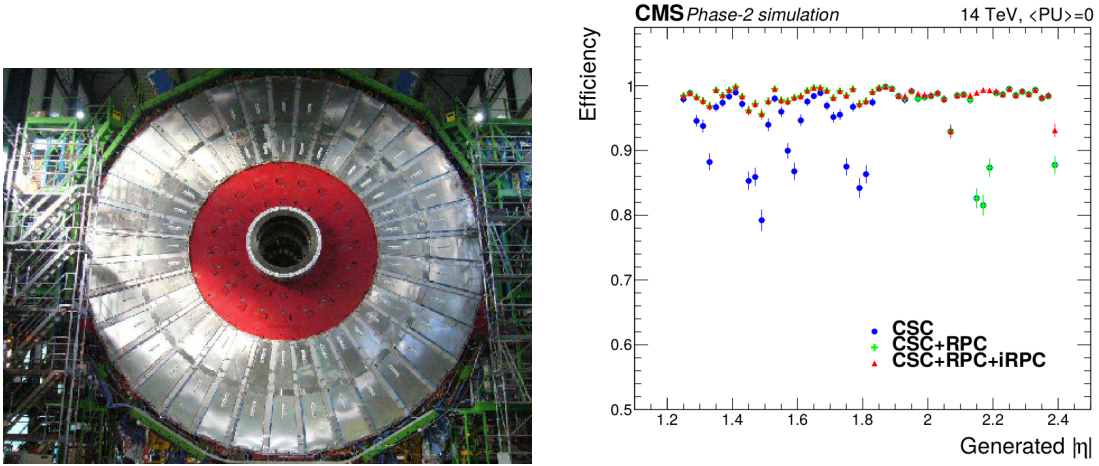 CMS Phase-2 simulation 14 TeV, <PU>=0
Efficiency
1
0.9
0.8
0.7
0.6
0.5
CSC
CSC+RPC
CSC+RPC+iRPC
1.2 1.4 1.6 1.8 2 2.2 2.4
Generated |η|